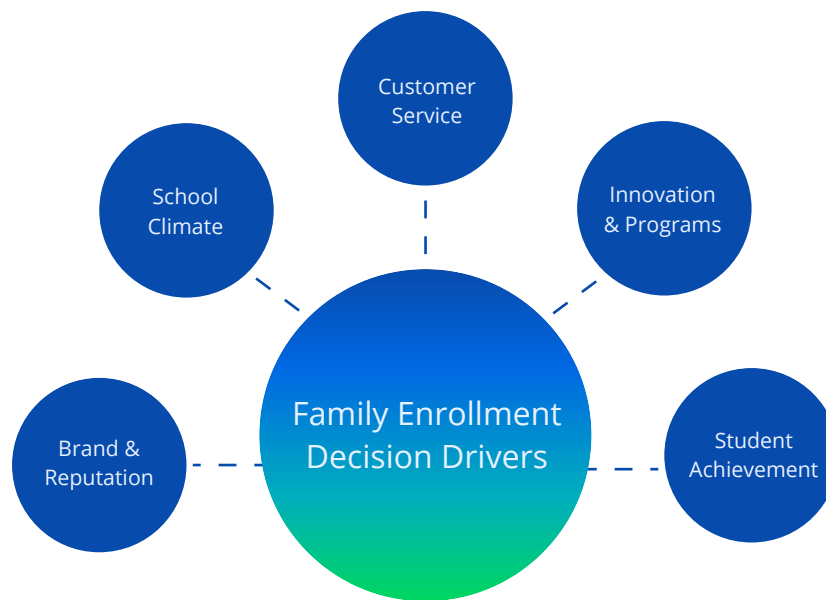 Customer
Service
School
Climate
Innovation
& Programs
Family Enrollment
Decision Drivers
Brand &
Reputation
Student
Achievement